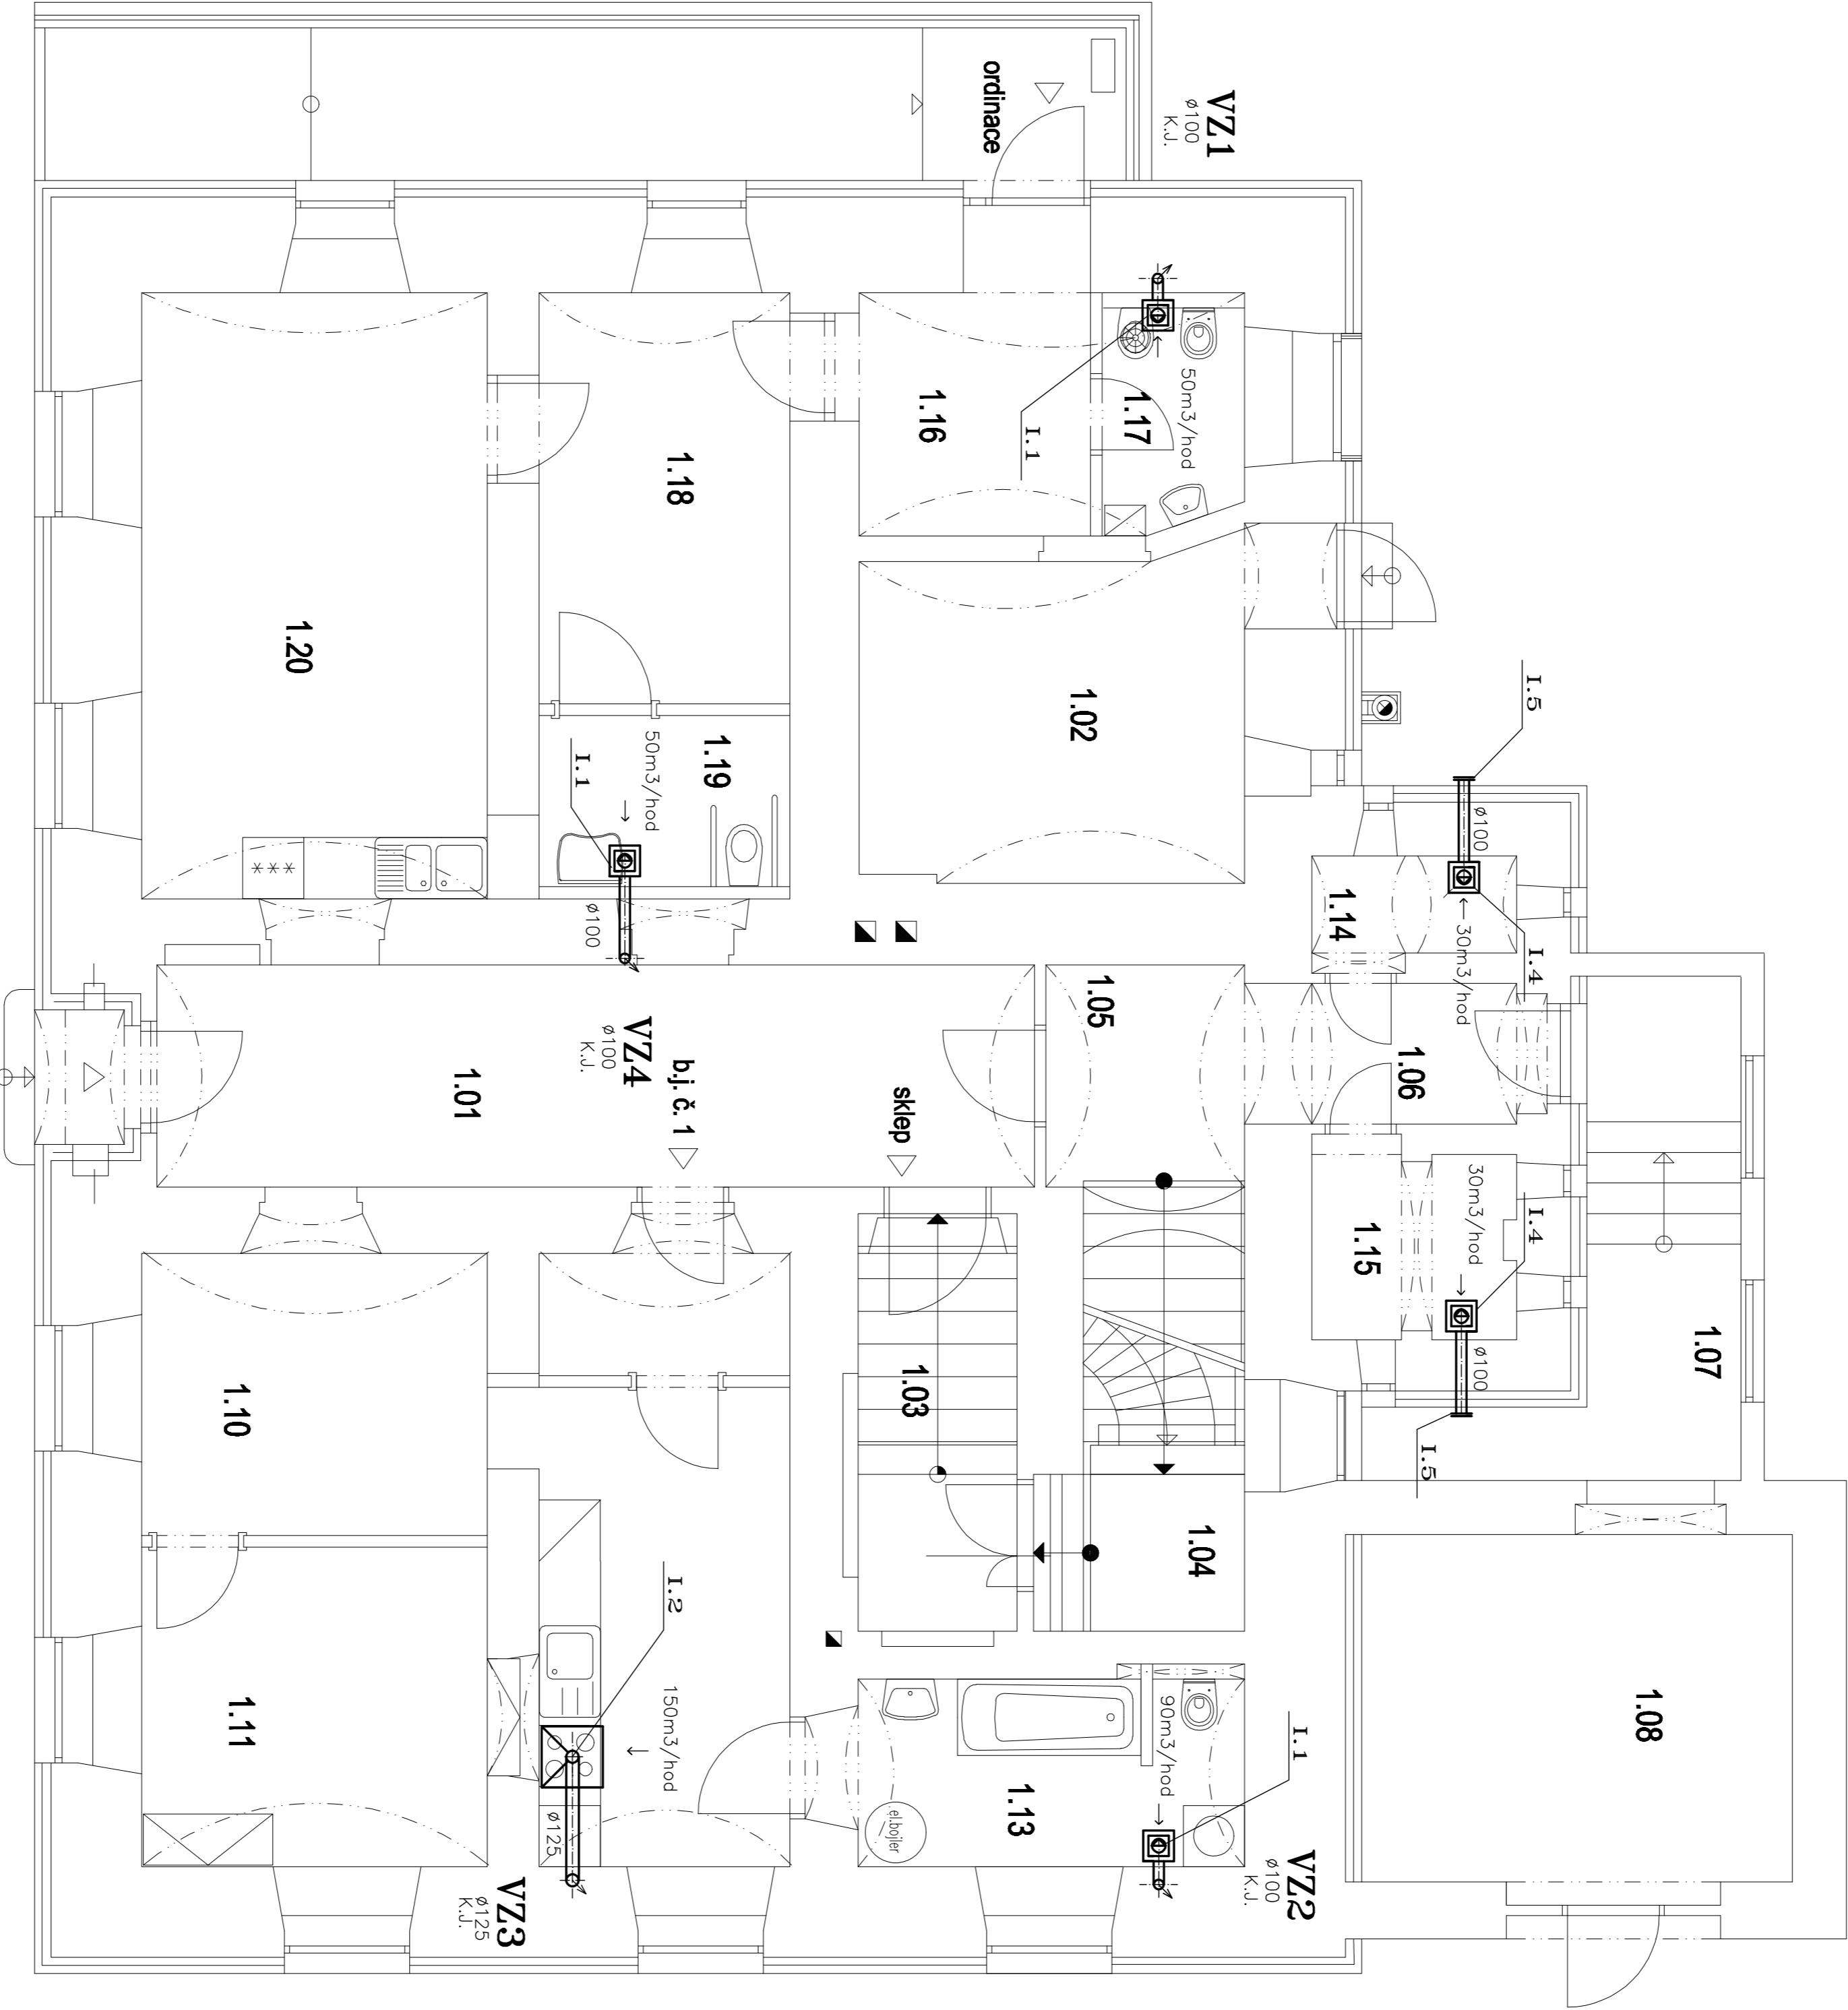 VZ1
ø100
K.J.
ordinace
1.17
50m3/hod
1.16
I.1
1.18
1.20
1.02
I.5
ø100
1.14
30m3/hod
I.4
1.19
50m3/hod
I.1
ø100
***
1.05
1.06
VZ4
ø100
K.J.
b.j. č. 1
1.01
sklep
30m3/hod
I.4
1.15
ø100
I.5
1.07
1.03
1.04
1.10
1.11
I.2
150m3/hod
ø125
VZ3
ø125
K.J.
1.08
I.1
90m3/hod
1.13
el.bojler
VZ2
ø100
K.J.